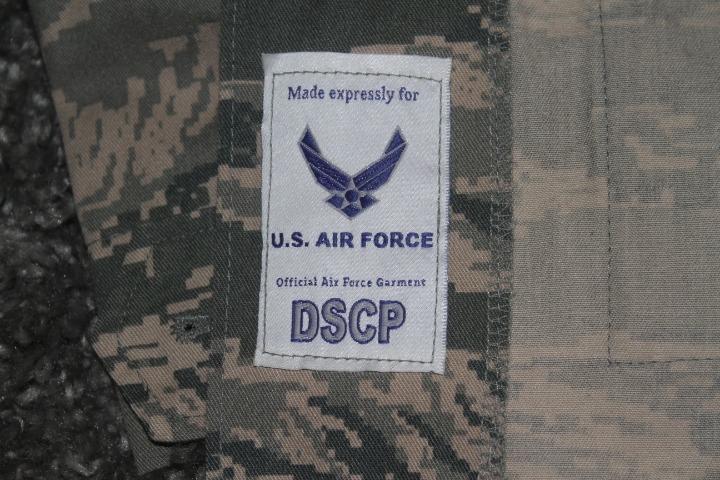 Made expressly for
U.S. AIR FORCE
Official Air Force Garment
DSCP